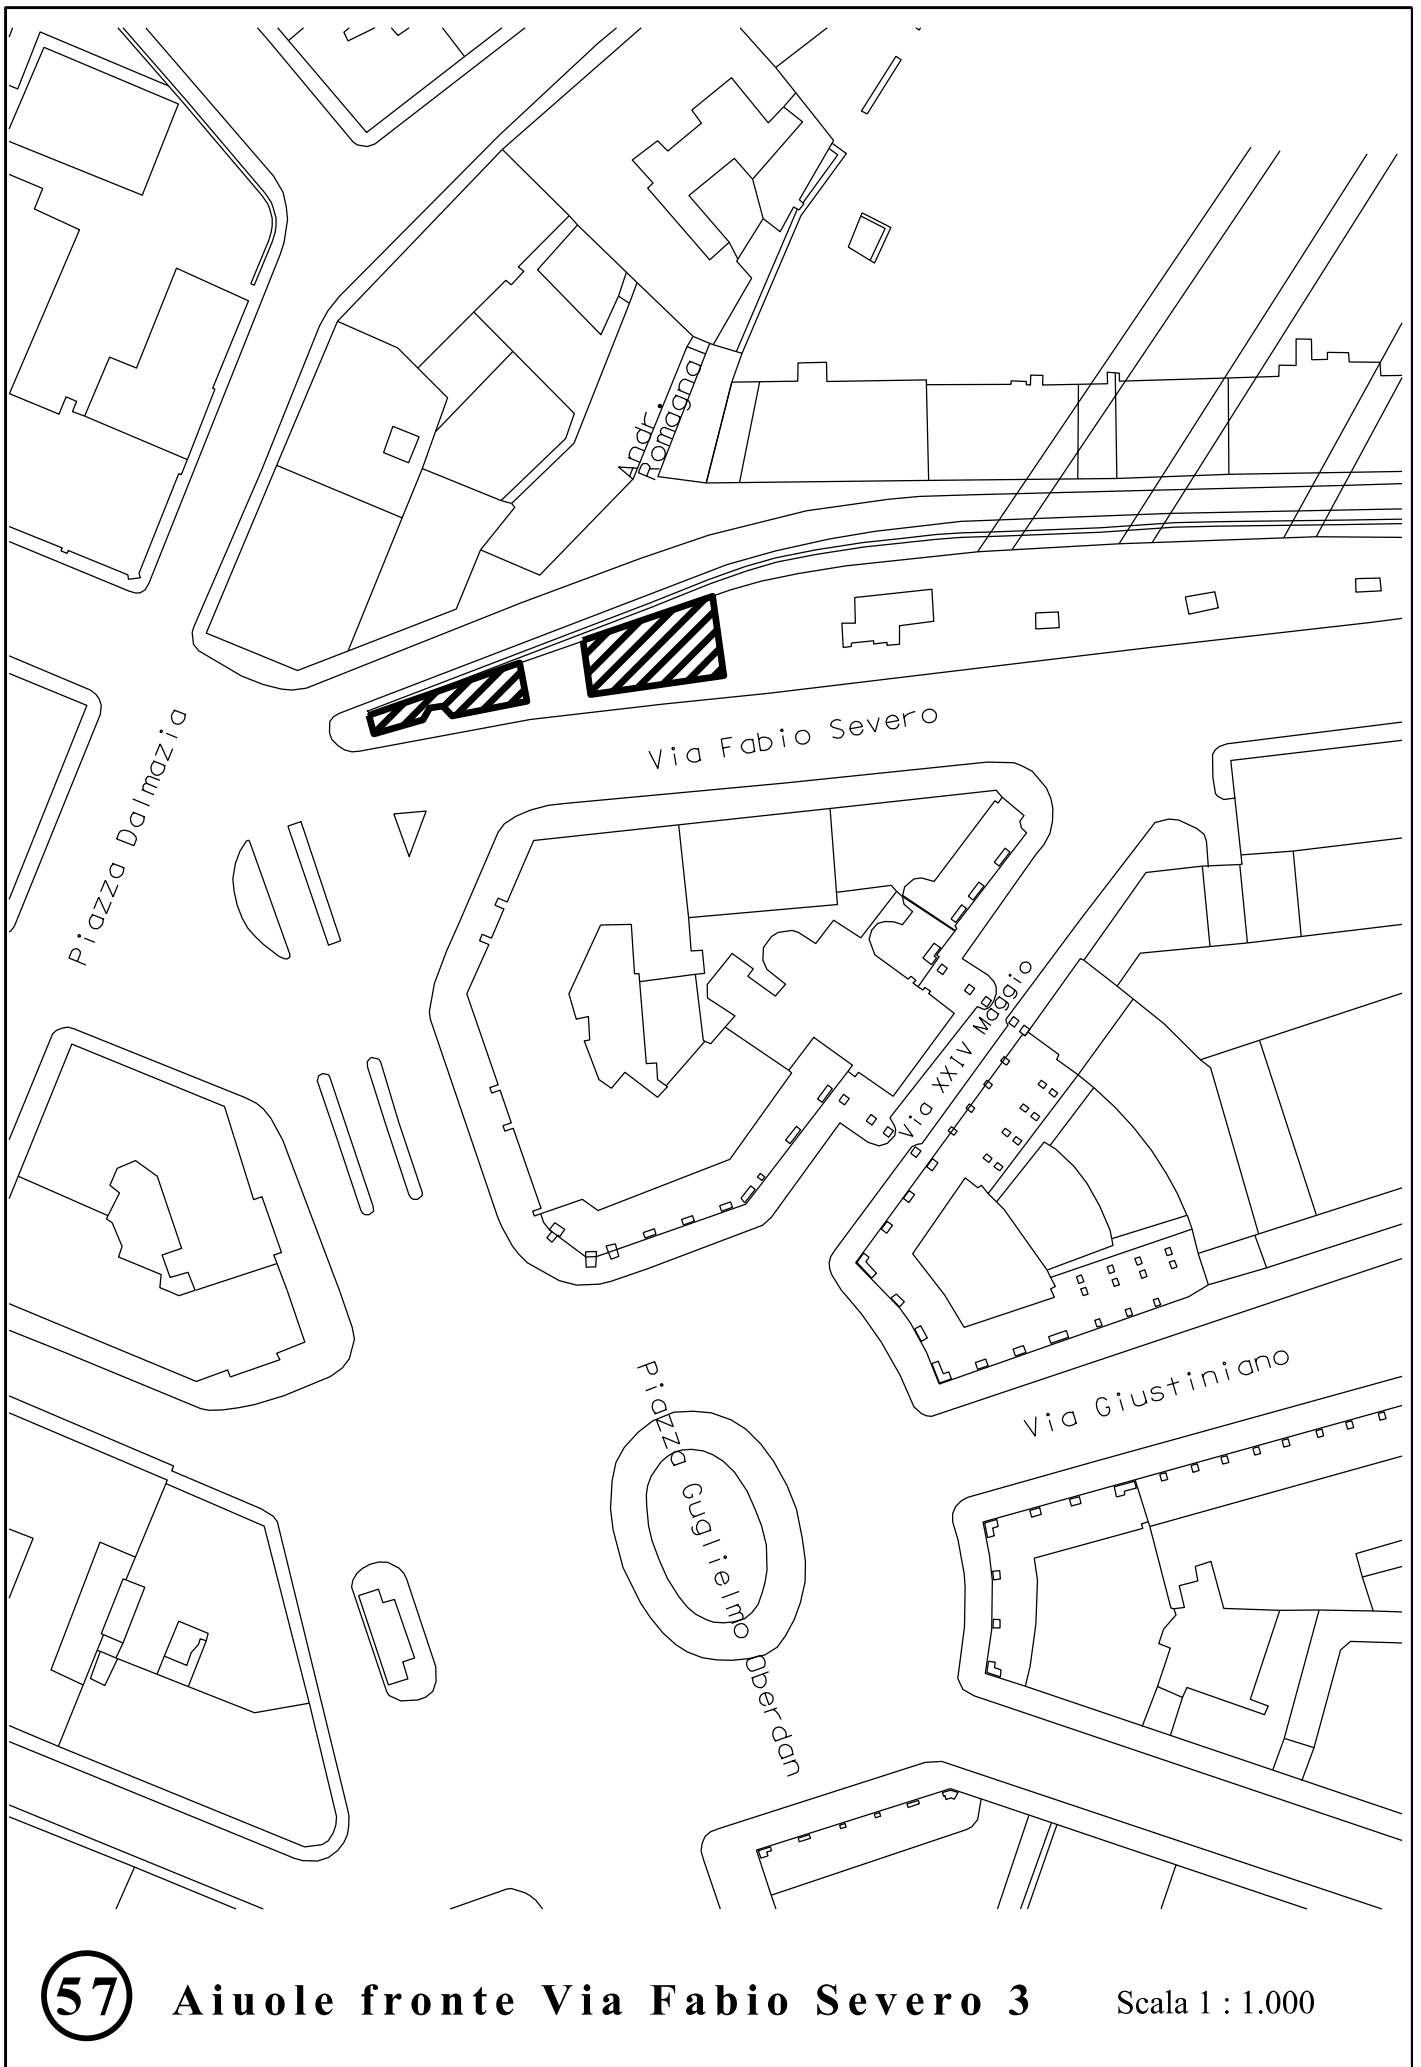 Andr.
Romagna
Via Fabio Severo
Piazza Dalmazia
Via XXIV Maggio
Via Giustiniano
Piazza Guglielmo Oberdan
57 Aiuole fronte Via Fabio Severo 3 Scala 1 : 1.000